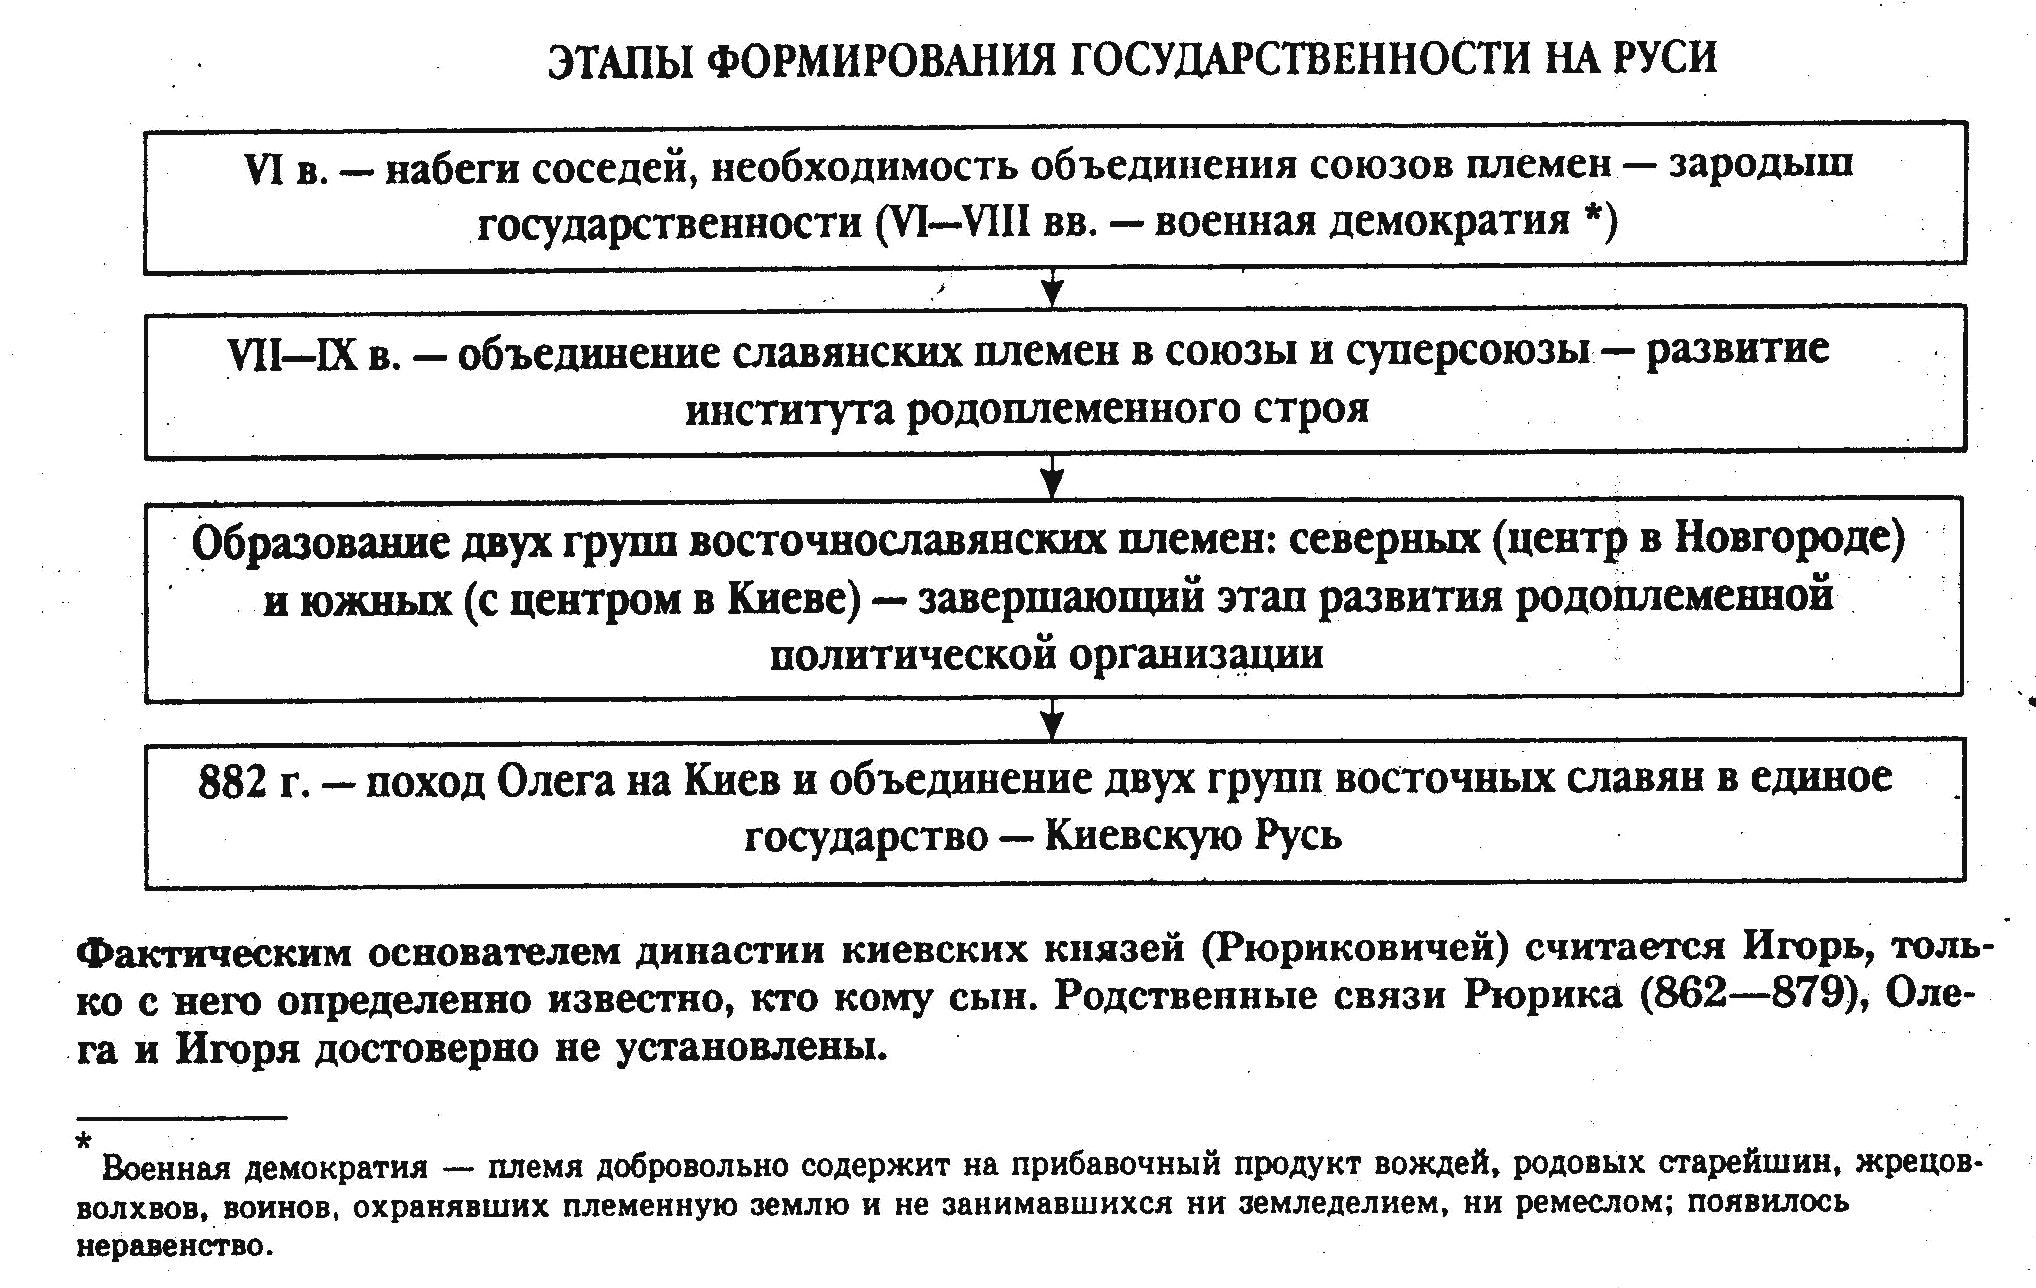 ЭТАПЫ ФОРМИРОВАНИЯ ГОСУДАРСТВЕННОСТИ НА РУСИ
VI в. — набеги соседей, необходимость объединения союзов племен — зародыш
государственности (VI—VIII вв. — военная демократия *)
VII—IX в. — объединение славянских племен в союзы и суперсоюзы — развитие
института родоплеменного строя
Образование двух групп восточнославянских племен: северных (центр в Новгороде)
и южных (с центром в Киеве) — завершающий этап развития родоплеменной
политической организации
882 г. — поход Олега на Киев и объединение двух групп восточных славян в единое
государство — Киевскую Русь
Фактическим основателем династии киевских князей (Рюриковичей) считается Игорь, толь-
ко с него определенно известно, кто кому сын. Родственные связи Рюрика (862—879), Оле-
га и Игоря достоверно не установлены.
*
Военная демократия — племя добровольно содержит на прибавочный продукт вождей, родовых старейшин, жрецов-
волхвов, воинов, охранявших племенную землю и не занимавшихся ни земледелием, ни ремеслом; появилось
неравенство.